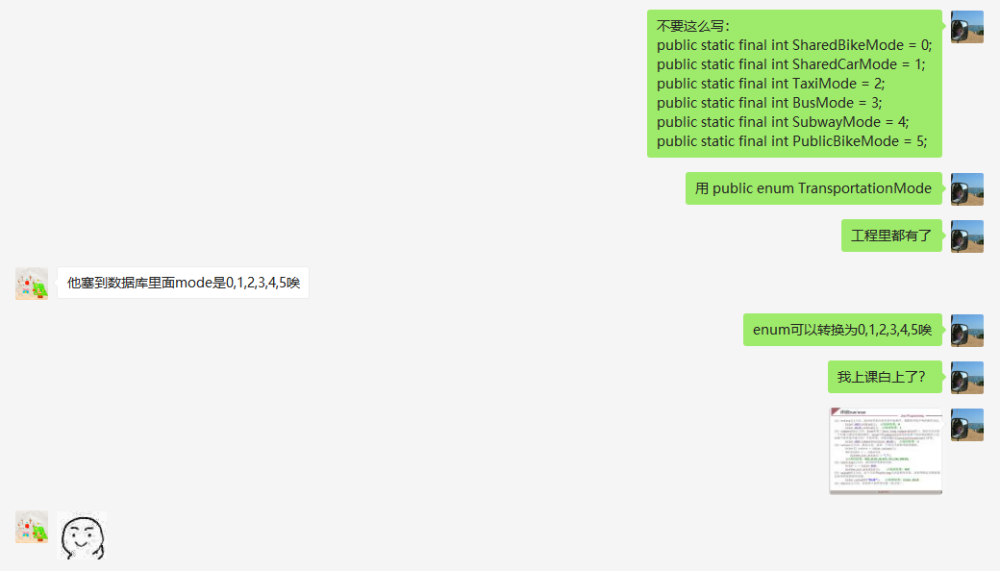 不要这么写：
public static final int SharedBikeMode = 0;
public static final int SharedCarMode = 1;
public static final int TaxiMode = 2;
public static final int BusMode = 3;
public static final int SubwayMode = 4;
public static final int PublicBikeMode = 5;
用 public enum TransportationMode
工程里都有了
他塞到数据库里面mode是0,1,2,3,4,5唉
enum可以转换为0,1,2,3,4,5唉
我上课白上了？